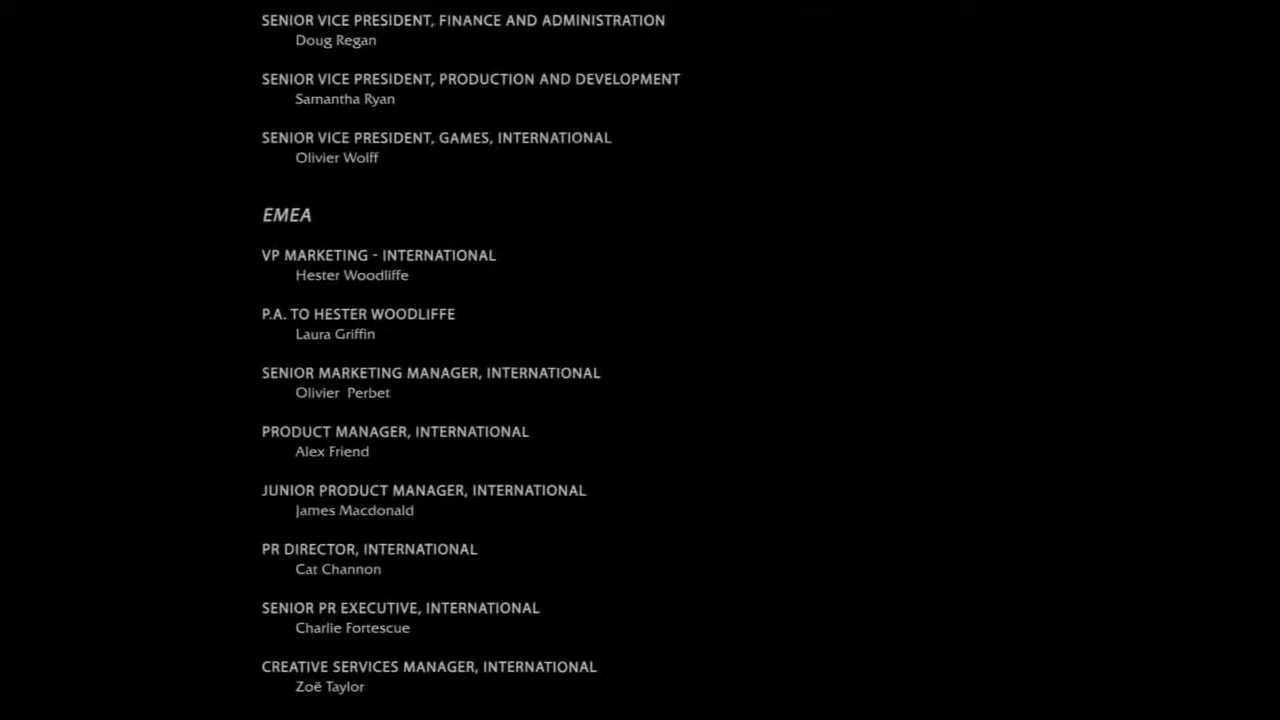 SENIOR VICE PRESIDENT, FINANCE AND ADMINISTRATION
Doug Regan
SENIOR VICE PRESIDENT, PRODUCTION AND DEVELOPMENT
Samantha Ryan
SENIOR VICE PRESIDENT, GAMES, INTERNATIONAL
Olivier Wolff
EMEA
VP MARKETING - INTERNATIONAL
Hester Woodliffe
P.A. TO HESTER WOODLIFFE
Laura Griffin
SENIOR MARKETING MANAGER, INTERNATIONAL
Olivier Perbet
PRODUCT MANAGER, INTERNATIONAL
Alex Friend
JUNIOR PRODUCT MANAGER, INTERNATIONAL
James Macdonald
PR DIRECTOR, INTERNATIONAL
Cat Channon
SENIOR PR EXECUTIVE, INTERNATIONAL
Charlie Fortescue
CREATIVE SERVICES MANAGER, INTERNATIONAL
Zoë Taylor